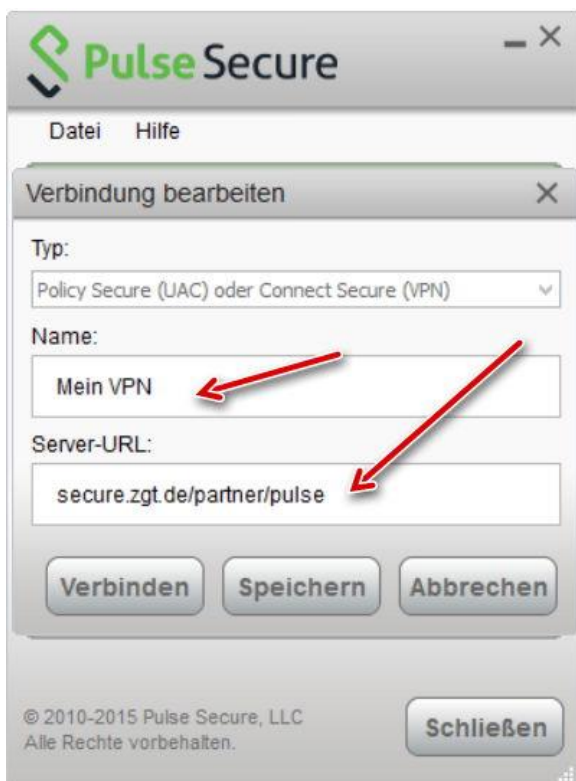 Pulse Secure
Datei Hilfe
Verbindung bearbeiten
Typ:
Policy Secure (UAC) oder Connect Secure (VPN)
Name:
Mein VPN
Server-URL:
secure.zgt.de/partner/pulse
Verbinden Speichern Abbrechen
© 2010-2015 Pulse Secure, LLC
Alle Rechte vorbehalten.
Schließen